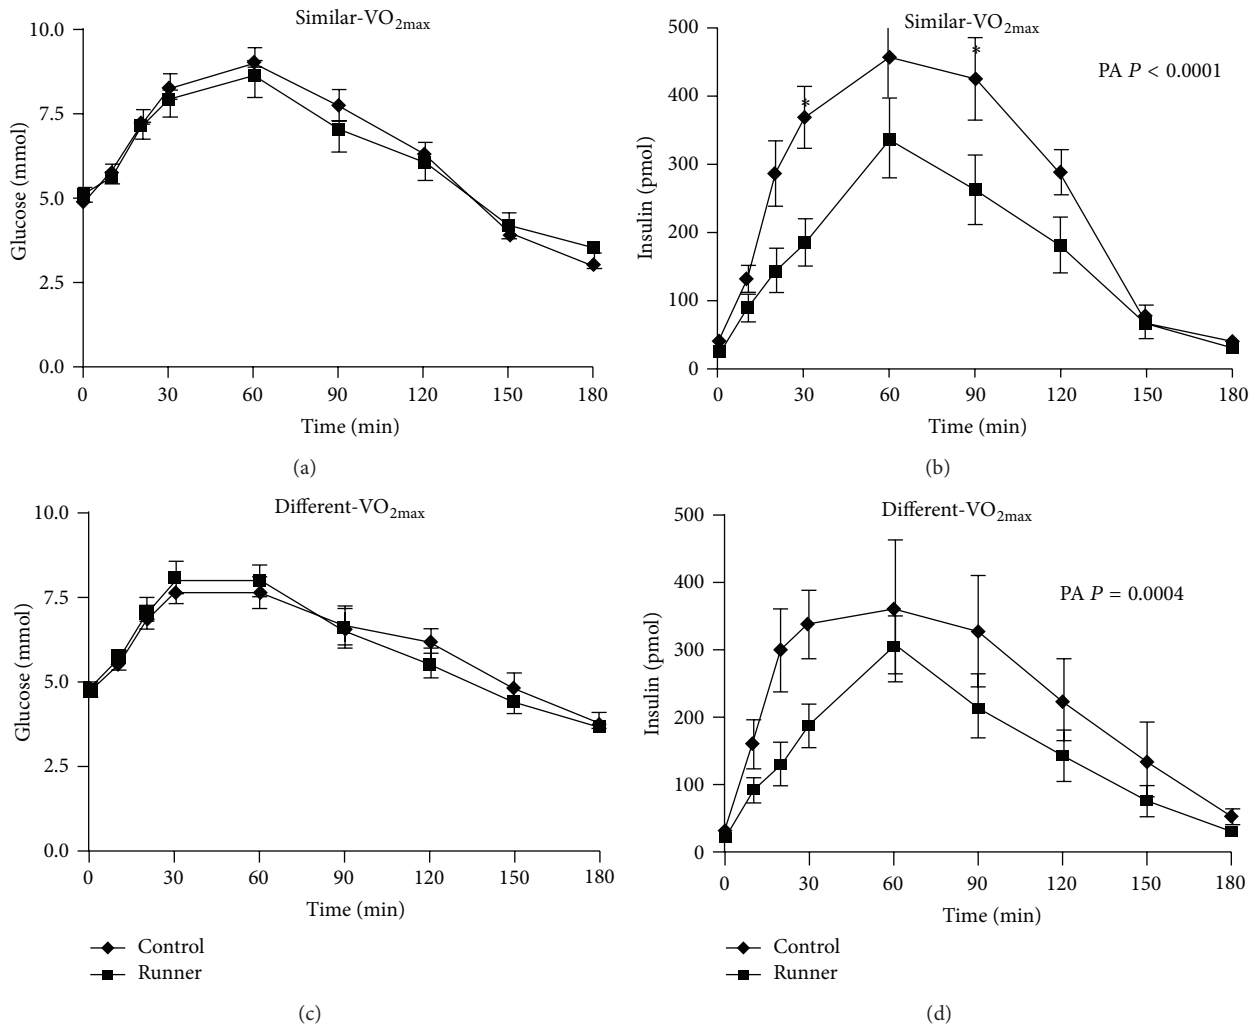 Similar-VO2max
10.0
7.5
5.0
2.5
0.0
Glucose (mmol)
0 30 60 90 120 150 180
Time (min)
(a)
Similar-VO2max
PA P < 0.0001
500
400
300
200
100
0
Insulin (pmol)
*
*
0 30 60 90 120 150 180
Time (min)
(b)
Different-VO2max
10.0
7.5
5.0
2.5
0.0
Glucose (mmol)
0 30 60 90 120 150 180
Time (min)
Control
Runner
(c)
Different-VO2max
PA P = 0.0004
500
400
300
200
100
0
Insulin (pmol)
0 30 60 90 120 150 180
Time (min)
Control
Runner
(d)